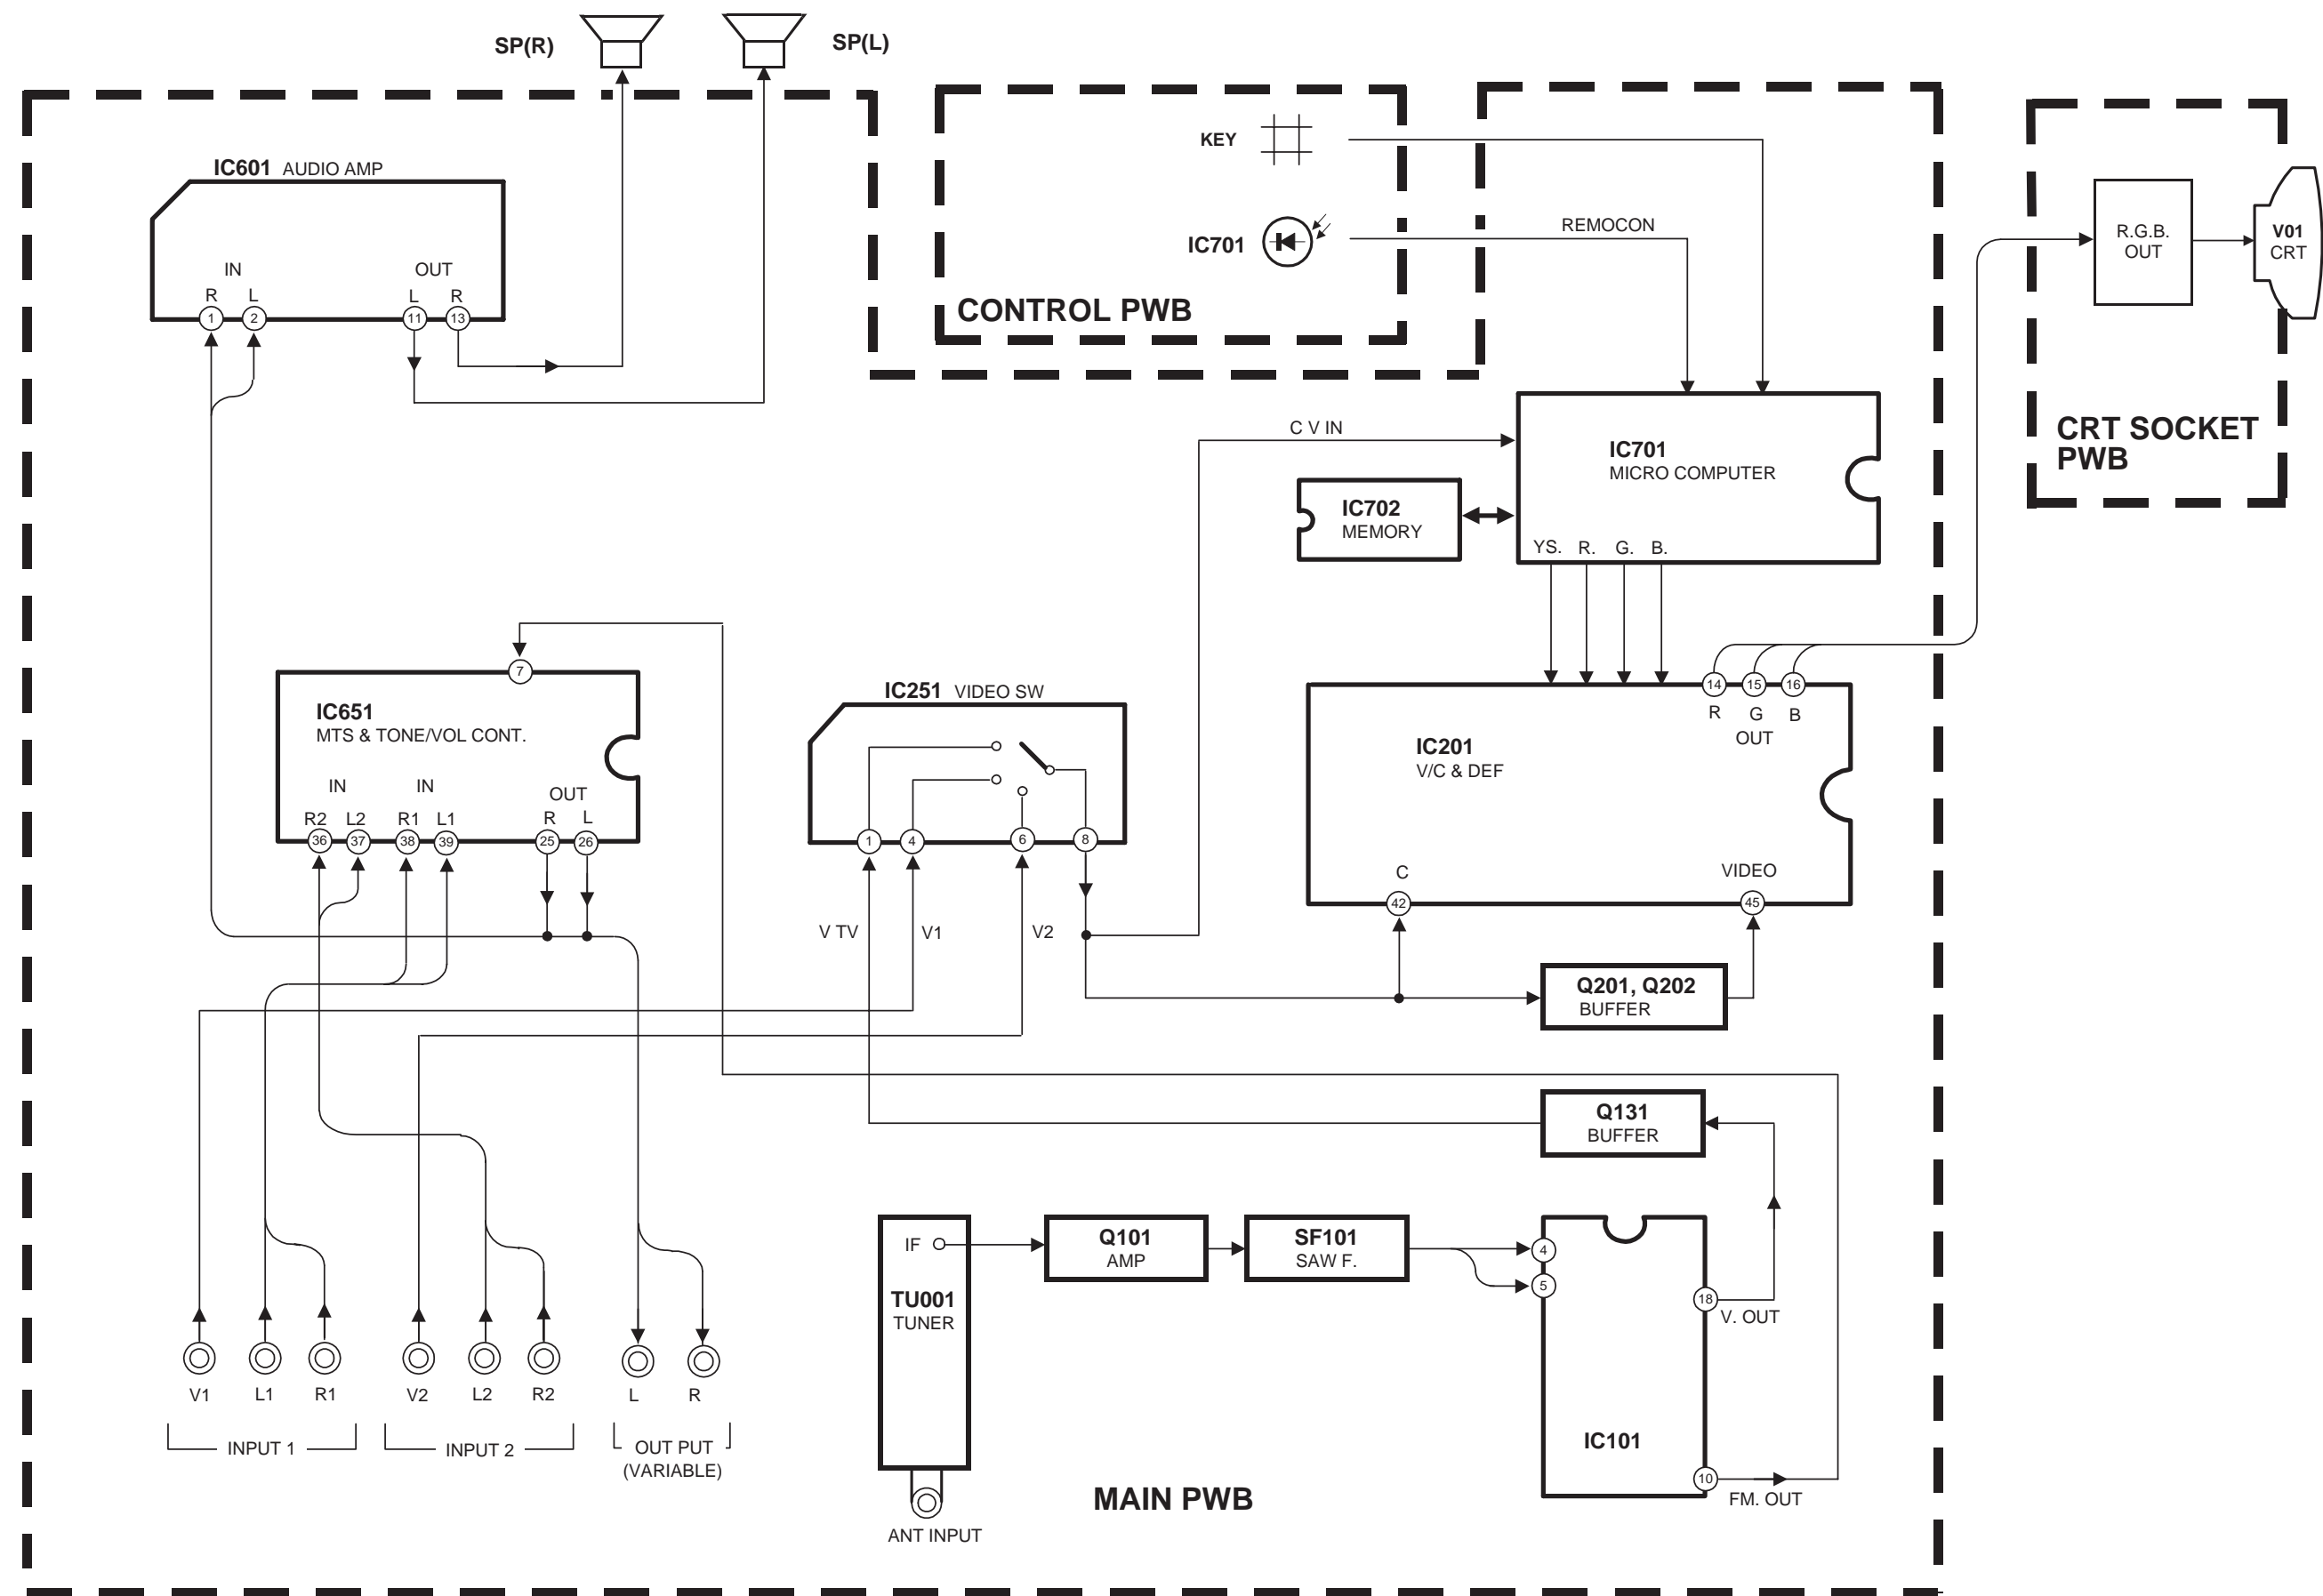 SP(R)
SP(L)
IC601 AUDIO AMP
IN
OUT
R L
L R
1 2
11 13
KEY
IC701
REMOCON
CONTROL PWB
R.G.B.
OUT
V01
CRT
CRT SOCKET
PWB
C V IN
IC701
MICRO COMPUTER
IC702
MEMORY
YS. R. G. B.
7
IC651
MTS & TONE/VOL CONT.
IN
IN
OUT
R2 L2 R1 L1
R L
36 37 38 39
25 26
IC251 VIDEO SW
1 4 6 8
V TV
V1
V2
14 15 16
R G B
OUT
IC201
V/C & DEF
C
VIDEO
42
45
Q201, Q202
BUFFER
Q131
BUFFER
IF
TU001
TUNER
Q101
AMP
SF101
SAW F.
4
5
18
V. OUT
IC101
10
FM. OUT
V1 L1 R1
V2 L2 R2
L R
INPUT 1
INPUT 2
OUT PUT
(VARIABLE)
MAIN PWB
ANT INPUT